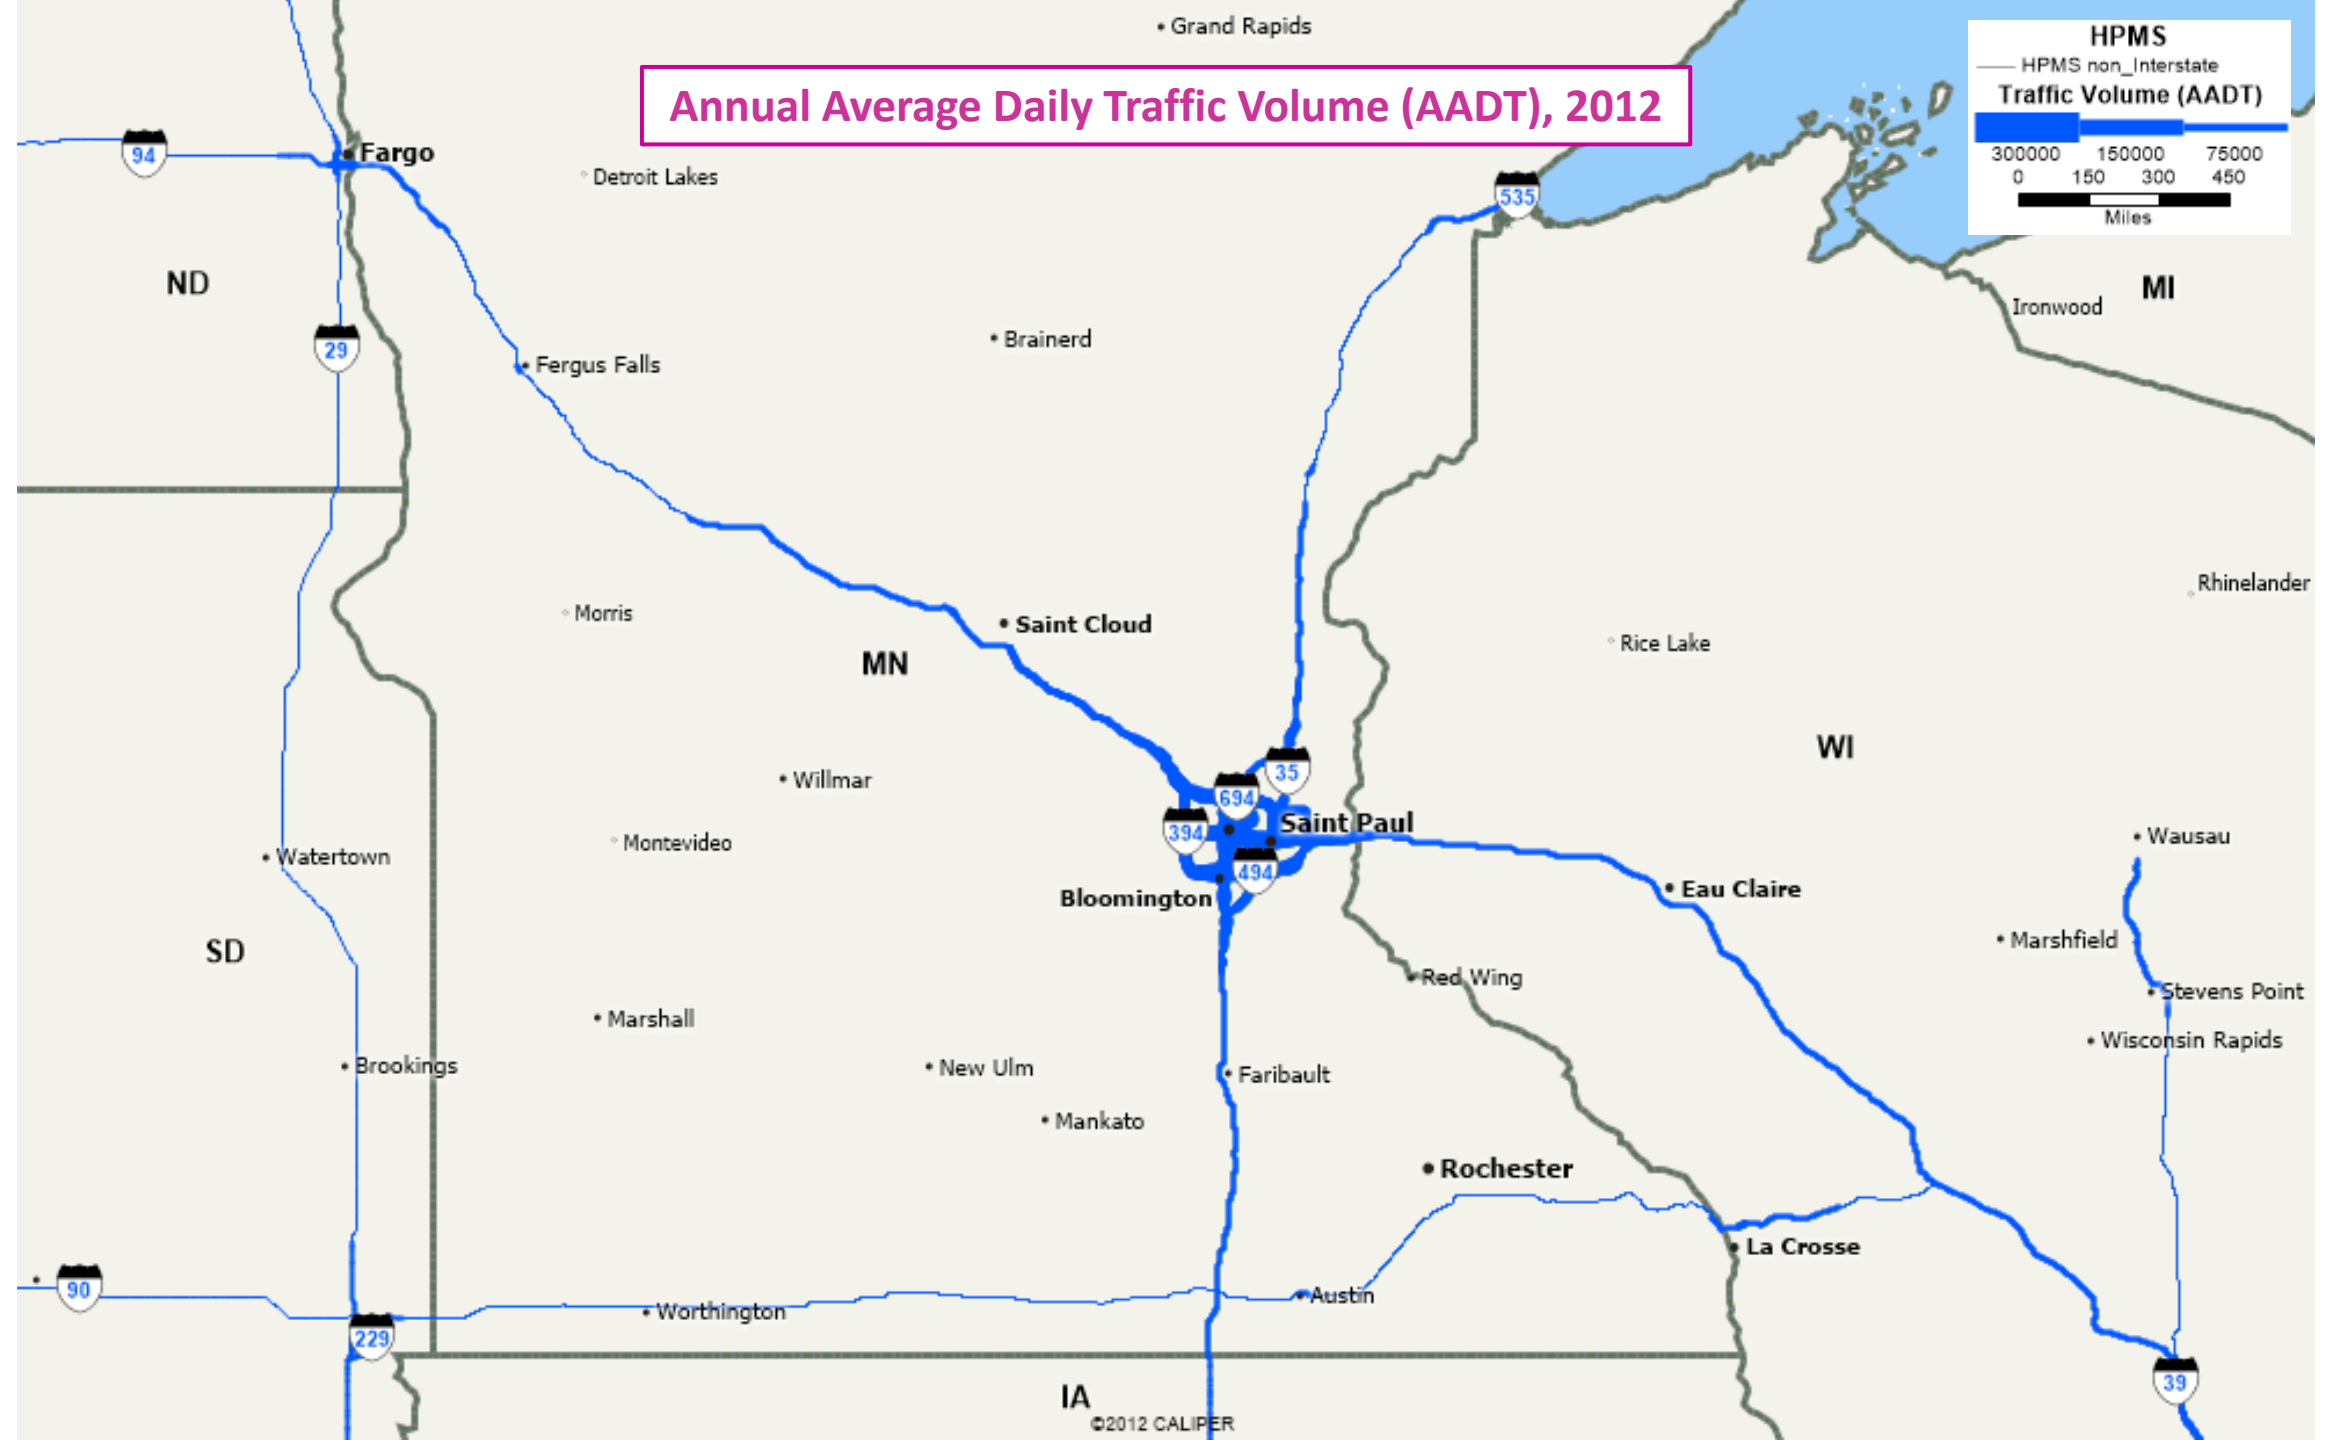 Grand Rapids
Annual Average Daily Traffic Volume (AADT), 2012
HPMS
HPMS non_Interstate
Traffic Volume (AADT)
300000 150000 75000
0 150 300 450
Miles
94
Fargo
Detroit Lakes
535
ND
MI
Ironwood
29
Brainerd
Fergus Falls
Rhinelander
Morris
Saint Cloud
Rice Lake
MN
WI
35
Willmar
694
394
Saint Paul
Montevideo
Wausau
Watertown
494
Eau Claire
Bloomington
Marshfield
SD
Red Wing
Stevens Point
Marshall
Wisconsin Rapids
Brookings
New Ulm
Faribault
Mankato
Rochester
La Crosse
90
Austin
Worthington
229
39
IA
©2012 CALIPER